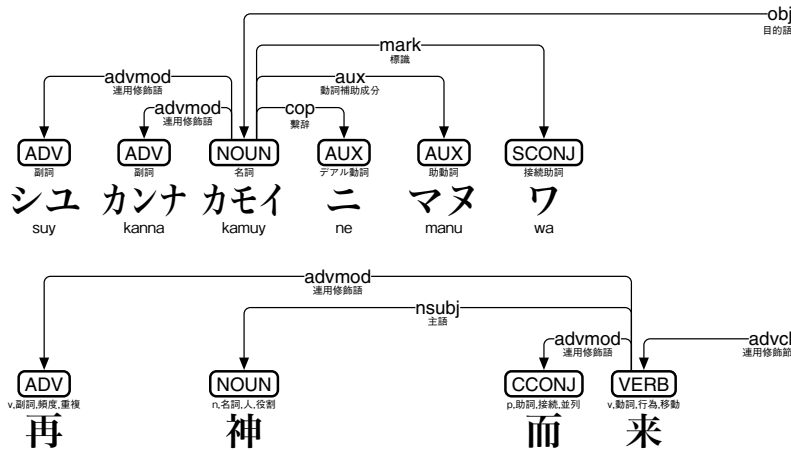 obj
目的語
mark
標識
advmod aux
連用修飾語 動詞補助成分
advmod cop
連用修飾語 繋辞
ADV ADV NOUN AUX AUX SCONJ
副詞 副詞 名詞 デアル動詞 助動詞 接続助詞
シユ カンナ カモイ ニ マヌ ワ
suy kanna kamuy ne manu wa
advmod
連用修飾語
nsubj
主語
advmod advcl
連用修飾語 連用修飾節
ADV NOUN CCONJ VERB
v,副詞,頻度,重複 n,名詞,人,役割 p,助詞,接続,並列 v,動詞,行為,移動
再 神 而 来